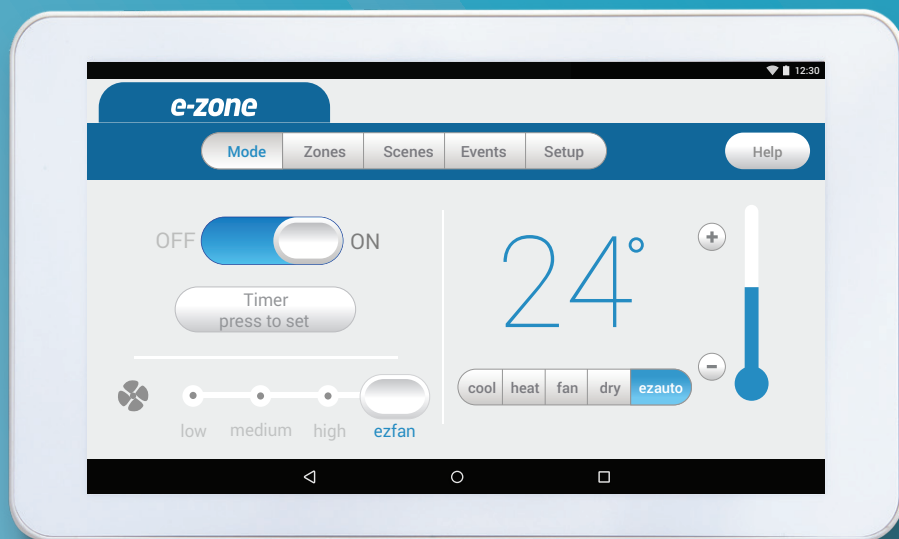 12:30
e-zone
Mode Zones Scenes Events Setup Help
OFF ON
Timer
press to set
24°
+
−
cool heat fan dry ezauto
low medium high ezfan